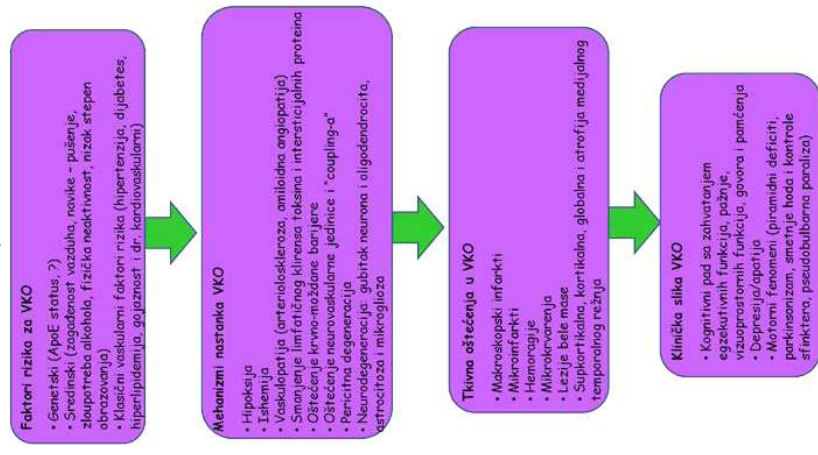 Faktori rizika za VKO
• Genetski (ApoE status, ?)
• Sredinski (zagađenost vazduha, navike – pušenje,
zloupotreba alkohola, fizička neaktivnost, nizak stepen
obrazovanja)
• Klasični vaskularni faktori rizika (hipertenzija, dijabetes,
hiperlipidemija, gojaznost i dr. kardiovaskularni)
Mehanizmi nastanka VKO
• Hipoksija
• Ishemija
• Vaskulopatija (arterioloskleroza, amiloidna angiopatija)
• Smanjenje limfatičnog klirensa toksina i intersticijalnih proteina
• Oštećenje krvno-moždane barijere
• Oštećenje neurovaskularne jedinice i "coupling-a"
• Pericitna degeneracija
• Neurodegeneracija: gubitak neurona i oligodendrocita,
astrocitoza i mikroglioza
Tkivna oštećenja u VKO
• Makroskopski infarkti
• Mikroinfarkti
• Hemoragije
• Mikrokrvarenja
• Lezije bele mase
• Supkortikalna, kortikalna, globalna i atrofija medijalnog
temporalnog režnja
Klinička slika VKO
• Kognitivni pad sa zahvatanjem
egzekutivnih funkcija, pažnje,
vizuoprostornih funkcija, govora i pamćenja
• Depresija/apatija
• Motorni fenomeni (piramidni deficiti,
parkinsonizam, smetnje hoda i kontrole
sfinktera, pseudobulbarna paraliza)